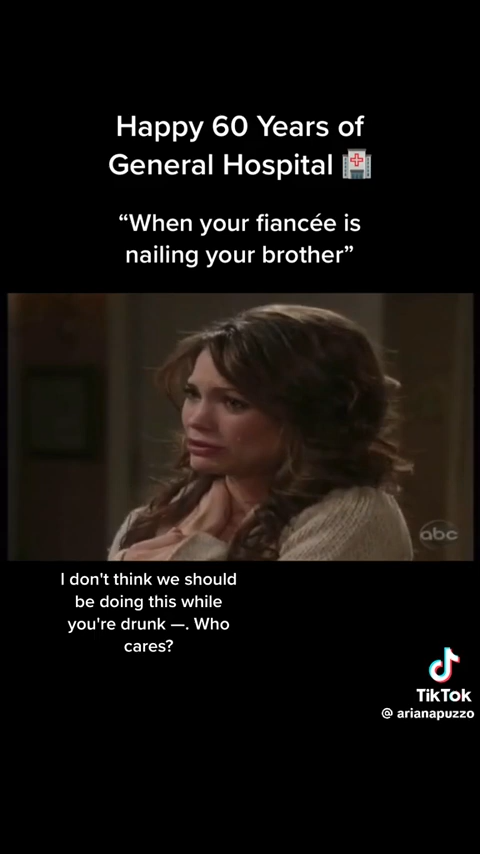 Happy 60 Years of
General Hospital 🏥
“When your fiancée is
nailing your brother”
abc
I don't think we should
be doing this while
you're drunk —. Who
cares?
TikTok
@ arianapuzzo